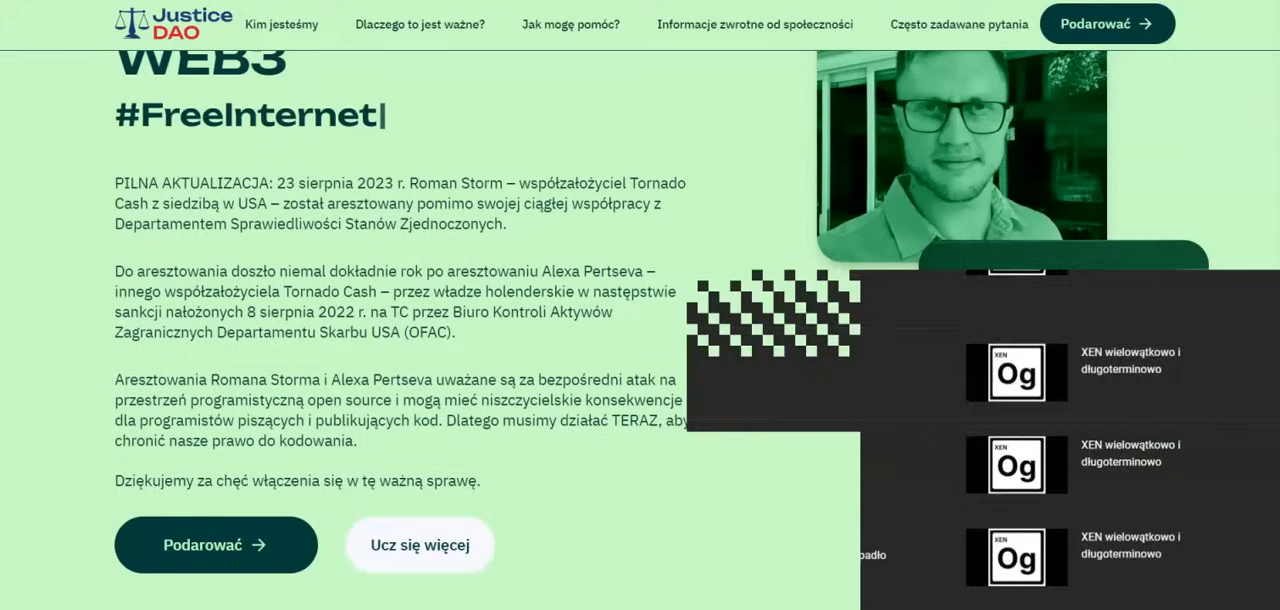 Justice
DAO
Kim jesteśmy
Dlaczego to jest ważne?
Jak mogę pomóc?
Informacje zwrotne od społeczności
Często zadawane pytania
Podarować
WEB3
#FreeInternet
PILNA AKTUALIZACJA: 23 sierpnia 2023 r. Roman Storm – współzałożyciel Tornado
Cash z siedzibą w USA – został aresztowany pomimo swojej ciągłej współpracy z
Departamentem Sprawiedliwości Stanów Zjednoczonych.
Do aresztowania doszło niemal dokładnie rok po aresztowaniu Alexa Pertseva –
innego współzałożyciela Tornado Cash – przez władze holenderskie w następstwie
sankcji nałożonych 8 sierpnia 2022 r. na TC przez Biuro Kontroli Aktywów
Zagranicznych Departamentu Skarbu USA (OFAC).
Aresztowania Romana Storma i Alexa Pertseva uważane są za bezpośredni atak na
przestrzeń programistyczną open source i mogą mieć niszczycielskie konsekwencje
dla programistów piszących i publikujących kod. Dlatego musimy działać TERAZ, aby
chronić nasze prawo do kodowania.
Dziękujemy za chęć włączenia się w tę ważną sprawę.
Podarować
Ucz się więcej
XEN
Og
XEN wielowątkowo i
długoterminowo
XEN
Og
XEN wielowątkowo i
długoterminowo
padło
XEN
Og
XEN wielowątkowo i
długoterminowo